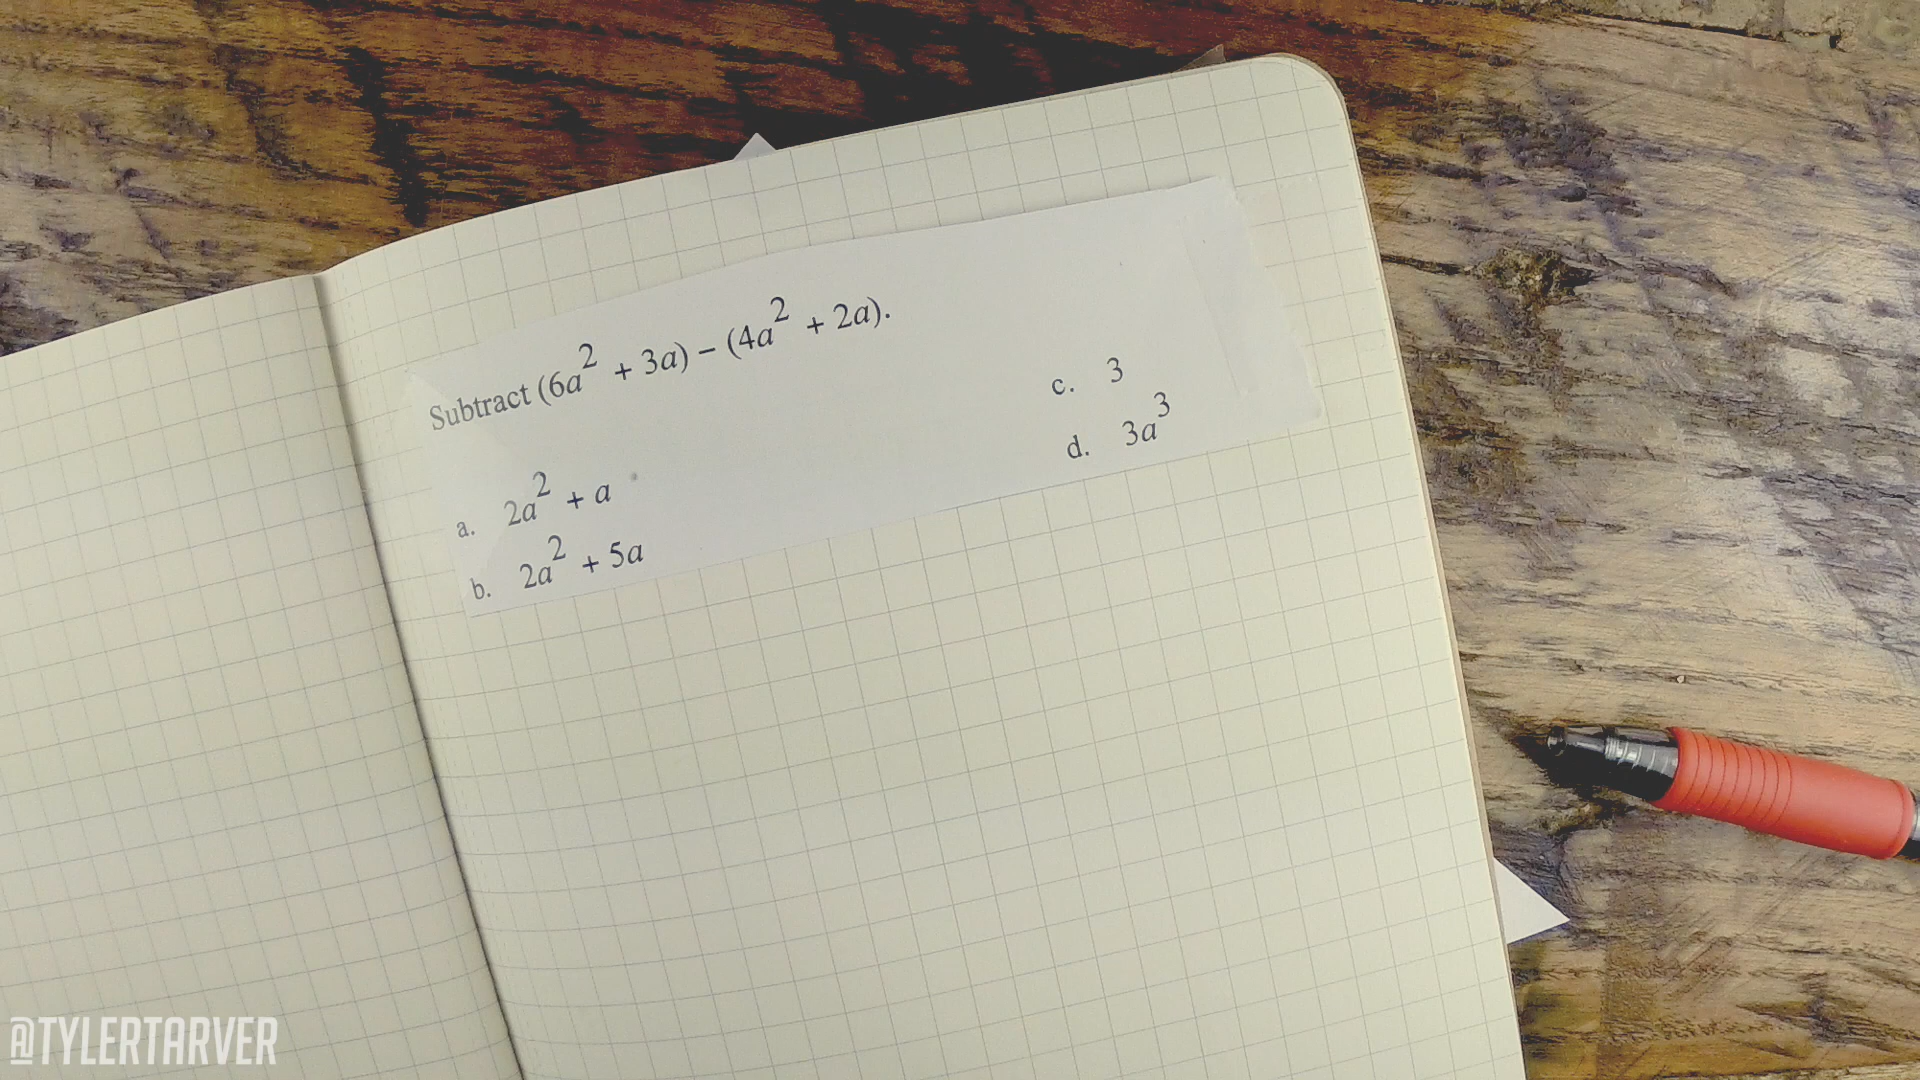 Subtract (6a² + 3a) – (4a² + 2a).
a. 2a² + a
b. 2a² + 5a
c. 3
d. 3a³
@TYLERTARVER